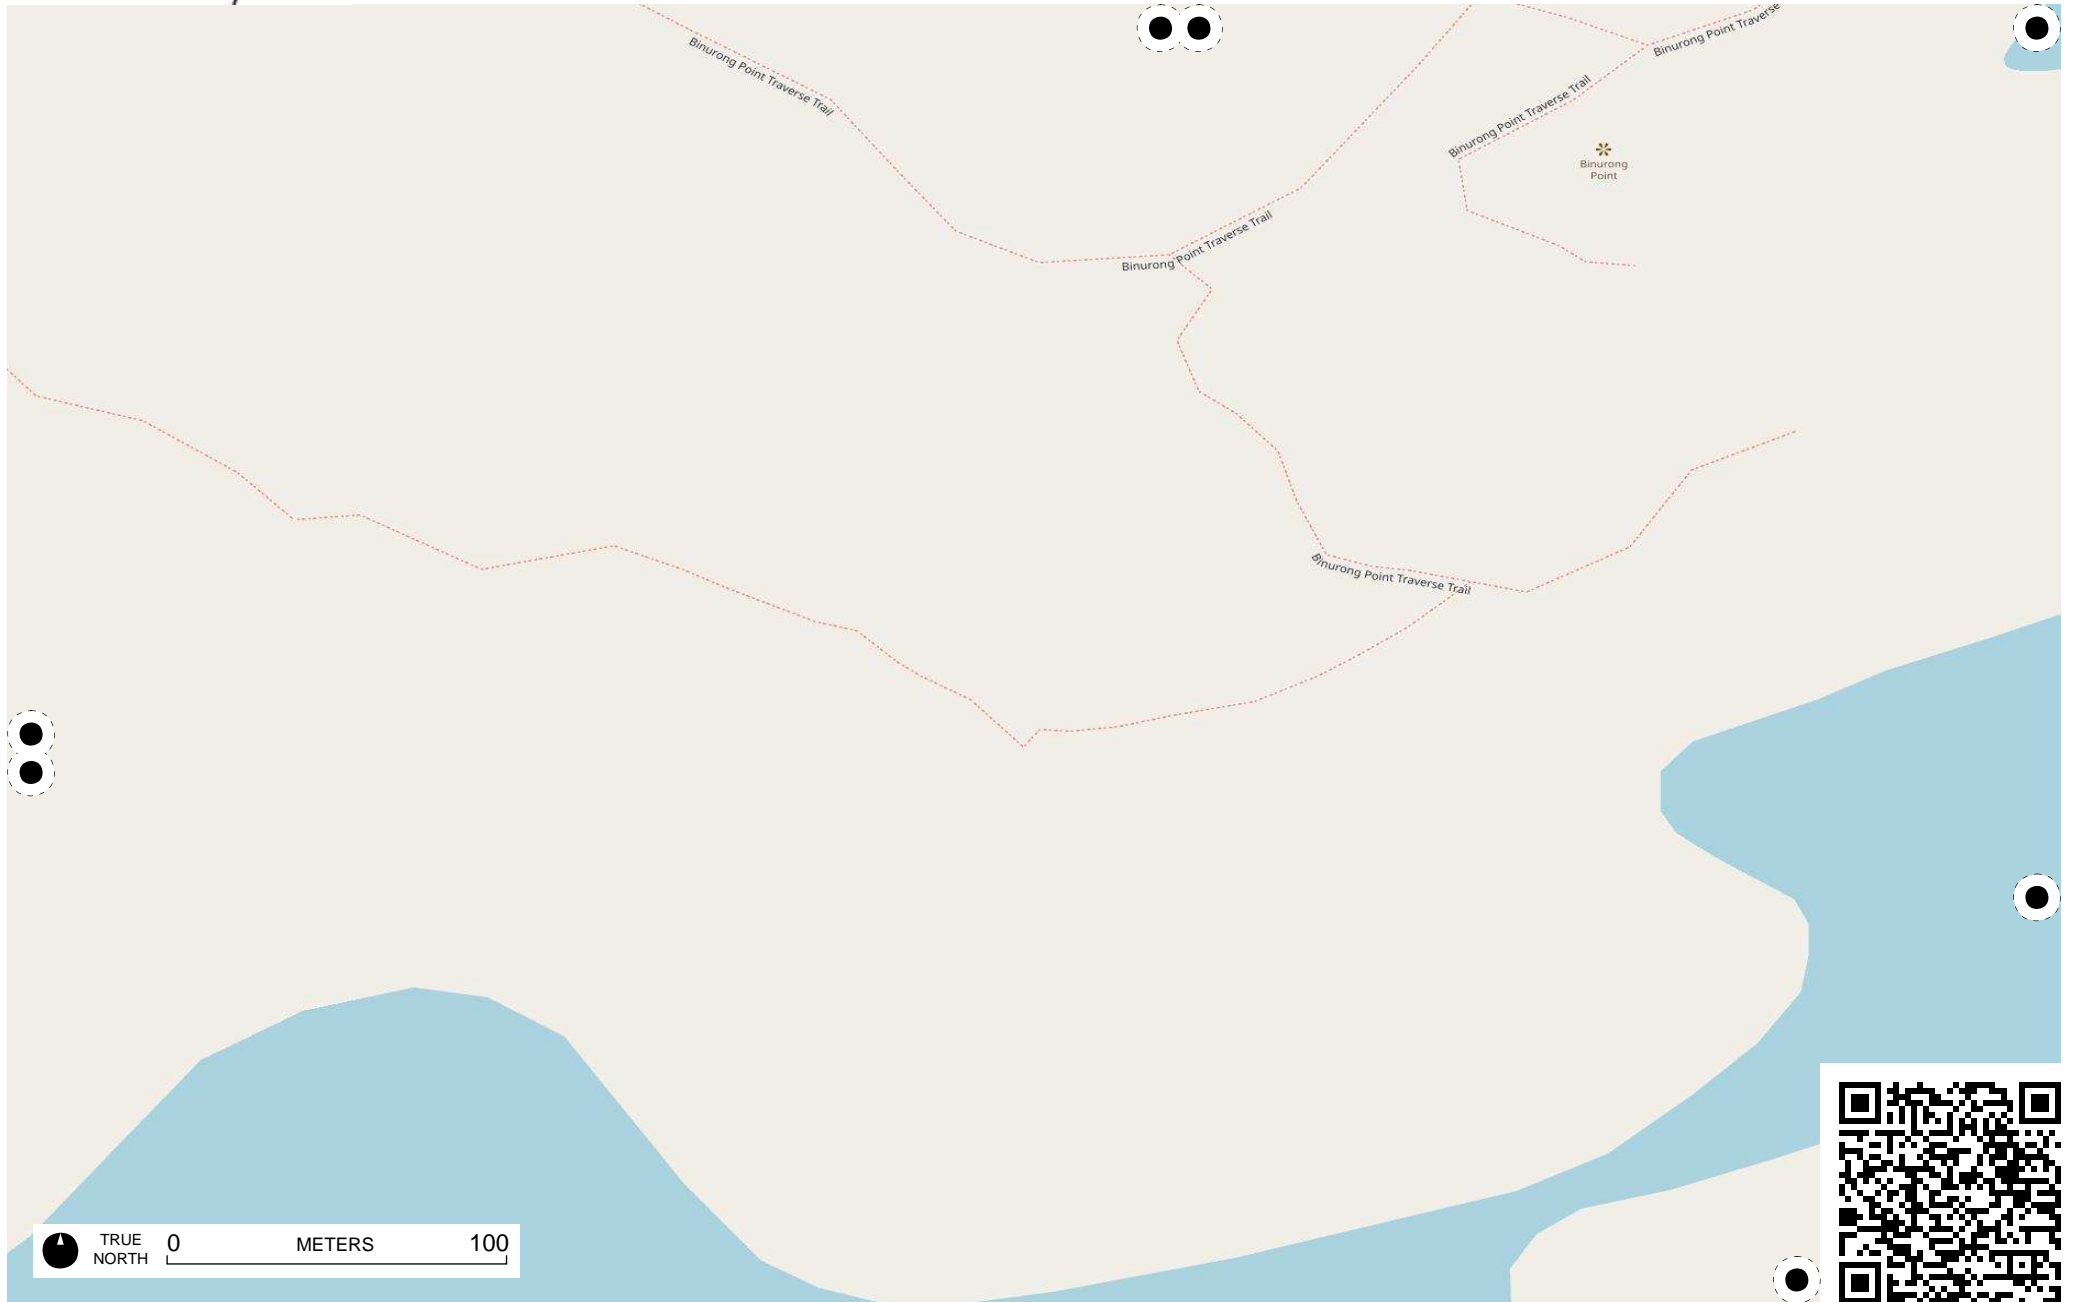 Binurong Point Traverse Trail
Binurong Point Traverse
Binurong Point Traverse Trail
Binurong
Point
Binurong Point Traverse Trail
Binurong Point Traverse Trail
TRUE
NORTH
0 METERS 100